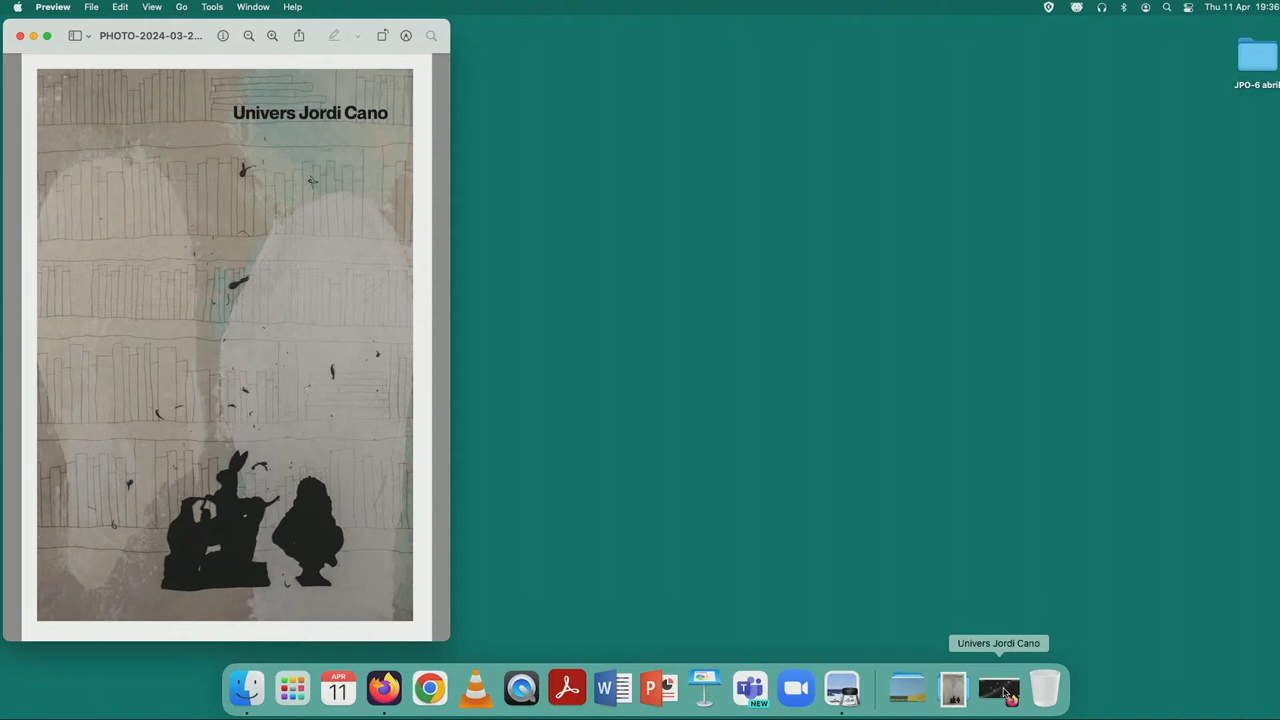 Preview File Edit View Go Tools Window Help Thu 11 Apr 19:36
PHOTO-2024-03-2...
Univers Jordi Cano
JPO-6 abril
Univers Jordi Cano
APR
11
W
P
NEW